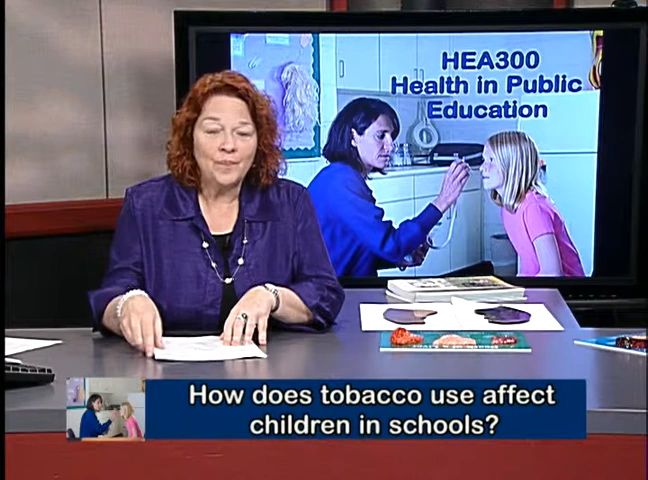 HEA300
Health in Public
Education
How does tobacco use affect
children in schools?